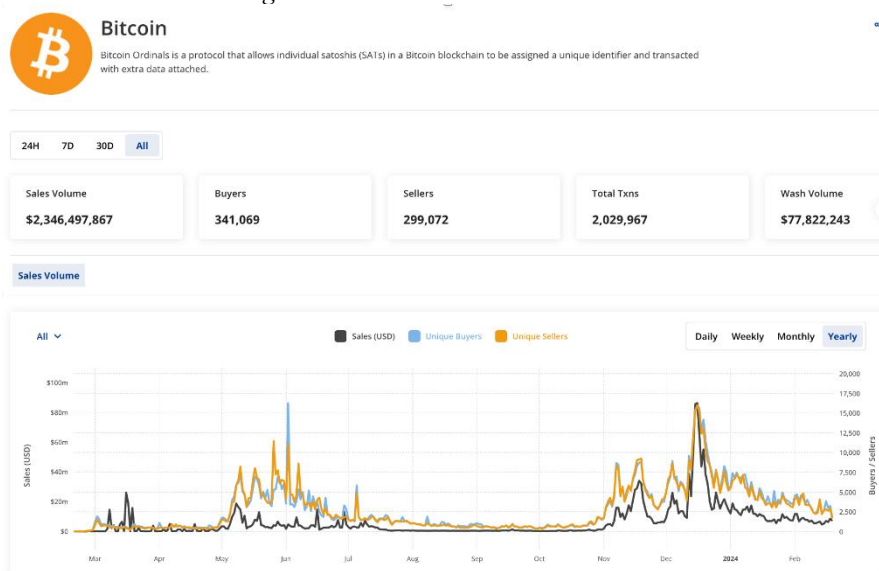 Bitcoin
Bitcoin Ordinals is a protocol that allows individual satoshis (SATs) in a Bitcoin blockchain to be assigned a unique identifier and transacted
with extra data attached.
24H 7D 30D All
Sales Volume Buyers Sellers Total Txns Wash Volume
$2,346,497,867 341,069 299,072 2,029,967 $77,822,243
Sales Volume
All Sales (USD) Unique Buyers Unique Sellers Daily Weekly Monthly Yearly
20,000
$100m 17,500
$80m 15,000
12,500
$60m 10,000
$40m 7,500
5,000
$20m 2,500
$0 0
Sales (USD)
Buyers / Sellers
Mar Apr May Jun Jul Aug Sep Oct Nov Dec 2024 Feb